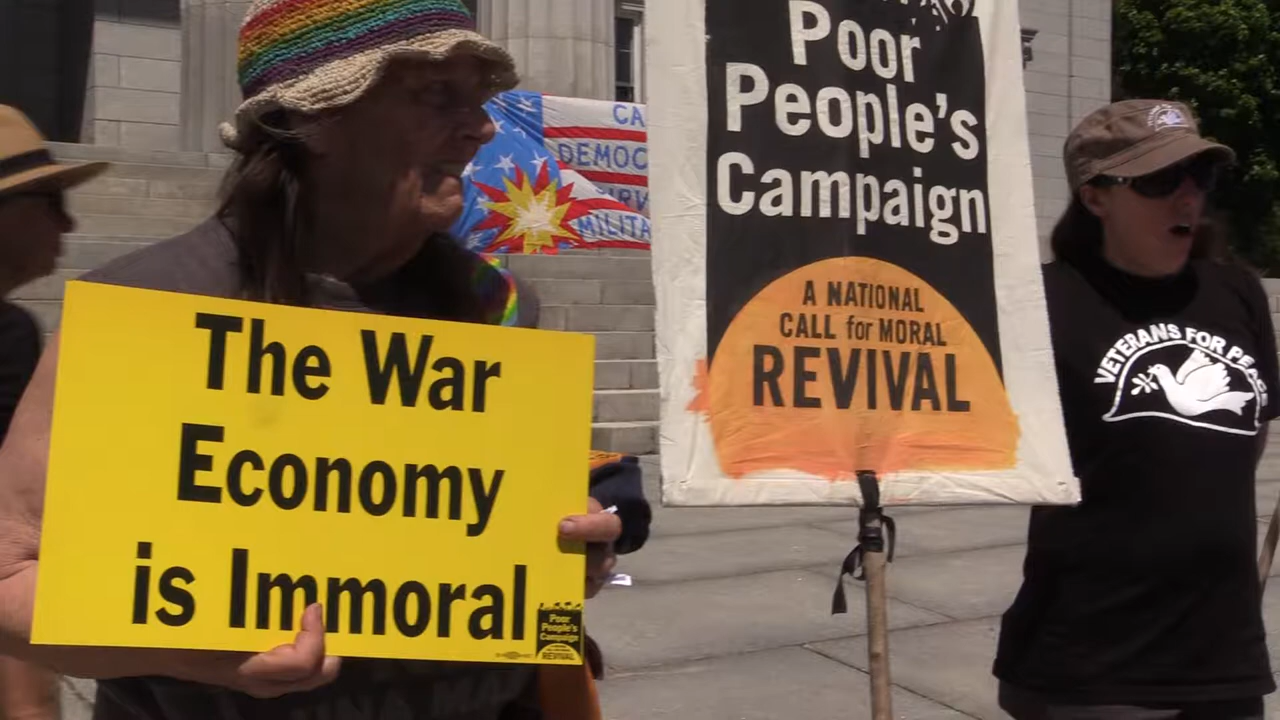 The War
Economy
is Immoral
Poor
People's
Campaign
REVIVAL
CA
DEMOC
MILITA
Poor
People's
Campaign
A NATIONAL
CALL for MORAL
REVIVAL
VETERANS FOR PEACE